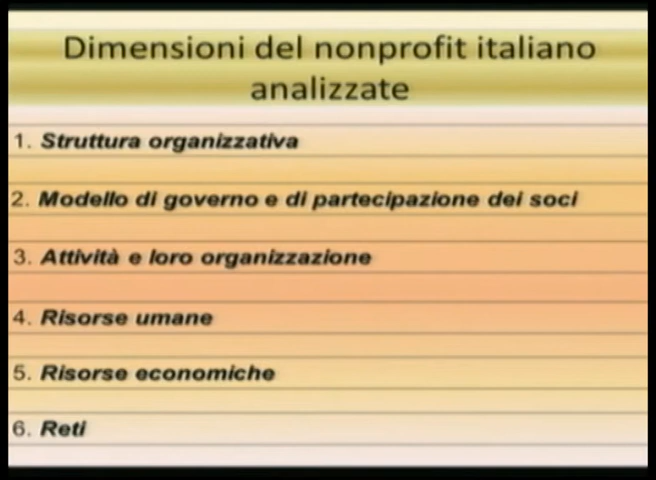 Dimensioni del nonprofit italiano
analizzate
1. Struttura organizzativa
2. Modello di governo e di partecipazione dei soci
3. Attività e loro organizzazione
4. Risorse umane
5. Risorse economiche
6. Reti